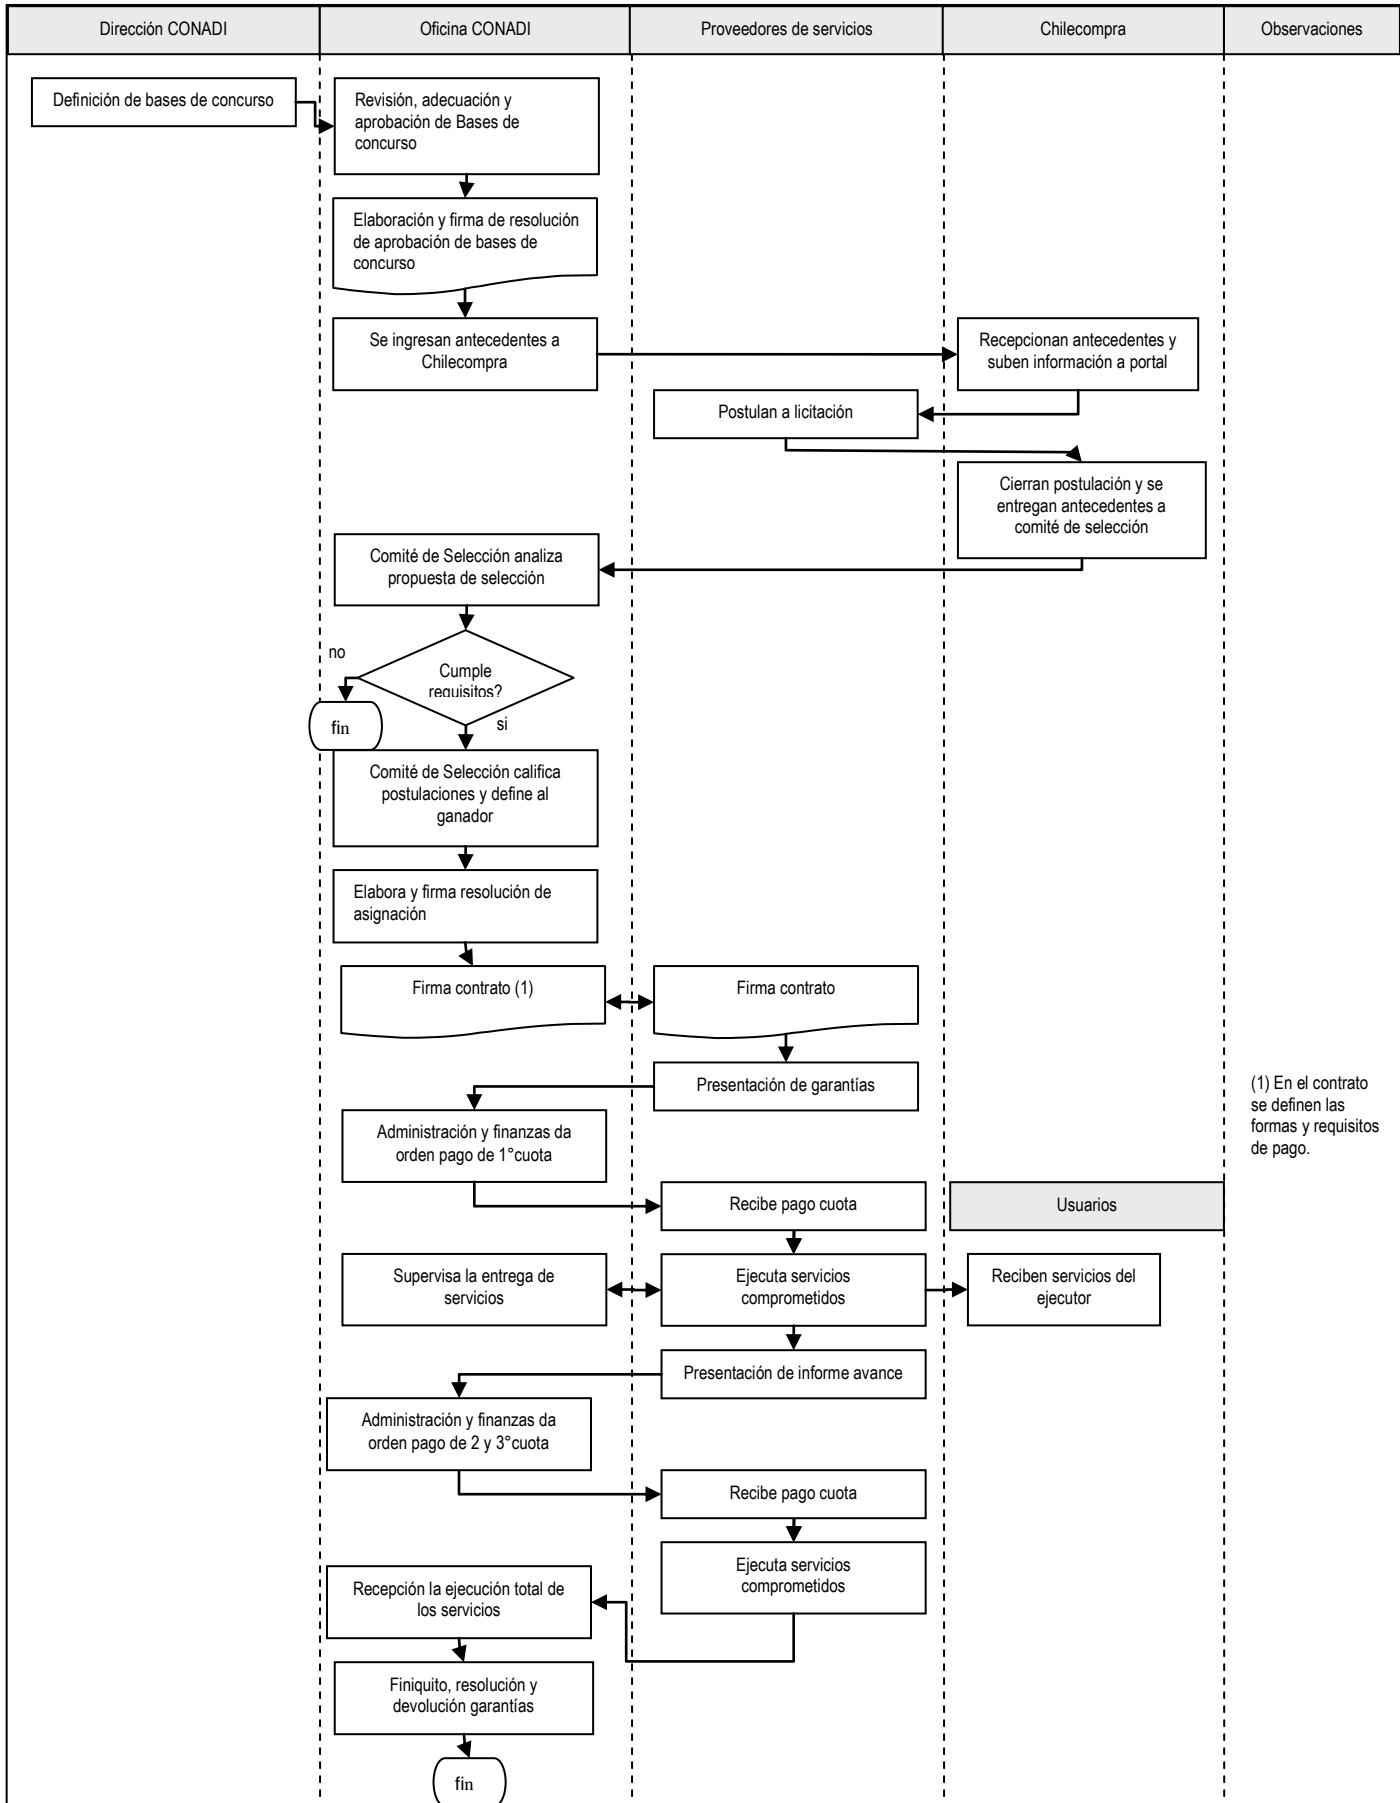 Dirección CONADI
Oficina CONADI
Proveedores de servicios
Chilecompra
Observaciones
Definición de bases de concurso
Revisión, adecuación y
aprobación de Bases de
concurso
Elaboración y firma de resolución
de aprobación de bases de
concurso
Se ingresan antecedentes a
Chilecompra
Recepcionan antecedentes y
suben información a portal
Postulan a licitación
Cierran postulación y se
entregan antecedentes a
comité de selección
Comité de Selección analiza
propuesta de selección
no
Cumple
requisitos?
fin
si
Comité de Selección califica
postulaciones y define al
ganador
Elabora y firma resolución de
asignación
Firma contrato (1)
Firma contrato
Presentación de garantías
(1) En el contrato
se definen las
formas y requisitos
de pago.
Administración y finanzas da
orden pago de 1°cuota
Recibe pago cuota
Usuarios
Supervisa la entrega de
servicios
Ejecuta servicios
comprometidos
Reciben servicios del
ejecutor
Presentación de informe avance
Administración y finanzas da
orden pago de 2 y 3°cuota
Recibe pago cuota
Ejecuta servicios
comprometidos
Recepción la ejecución total de
los servicios
Finiquito, resolución y
devolución garantías
fin